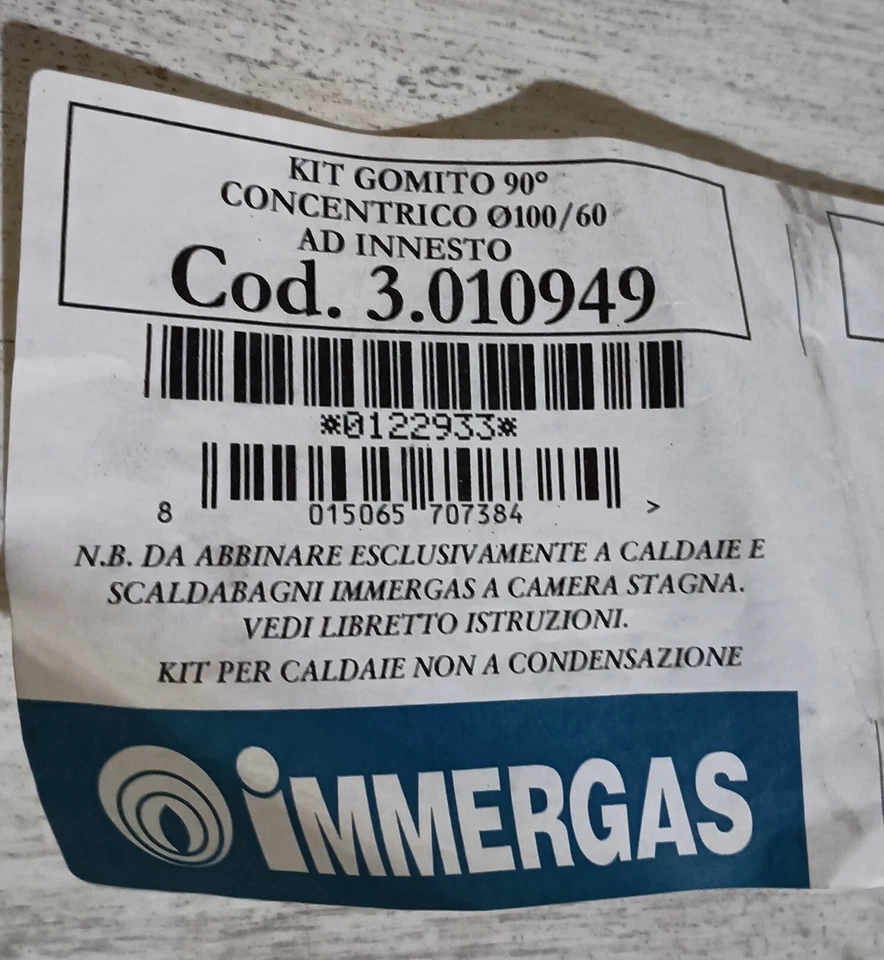 KIT GOMITO 90°
CONCENTRICO Ø100/60
AD INNESTO
Cod. 3.010949
*0122933*
8 015065 707384 >
N.B. DA ABBINARE ESCLUSIVAMENTE A CALDAIE E
SCALDABAGNI IMMERGAS A CAMERA STAGNA.
VEDI LIBRETTO ISTRUZIONI.
KIT PER CALDAIE NON A CONDENSAZIONE
iMMERGAS